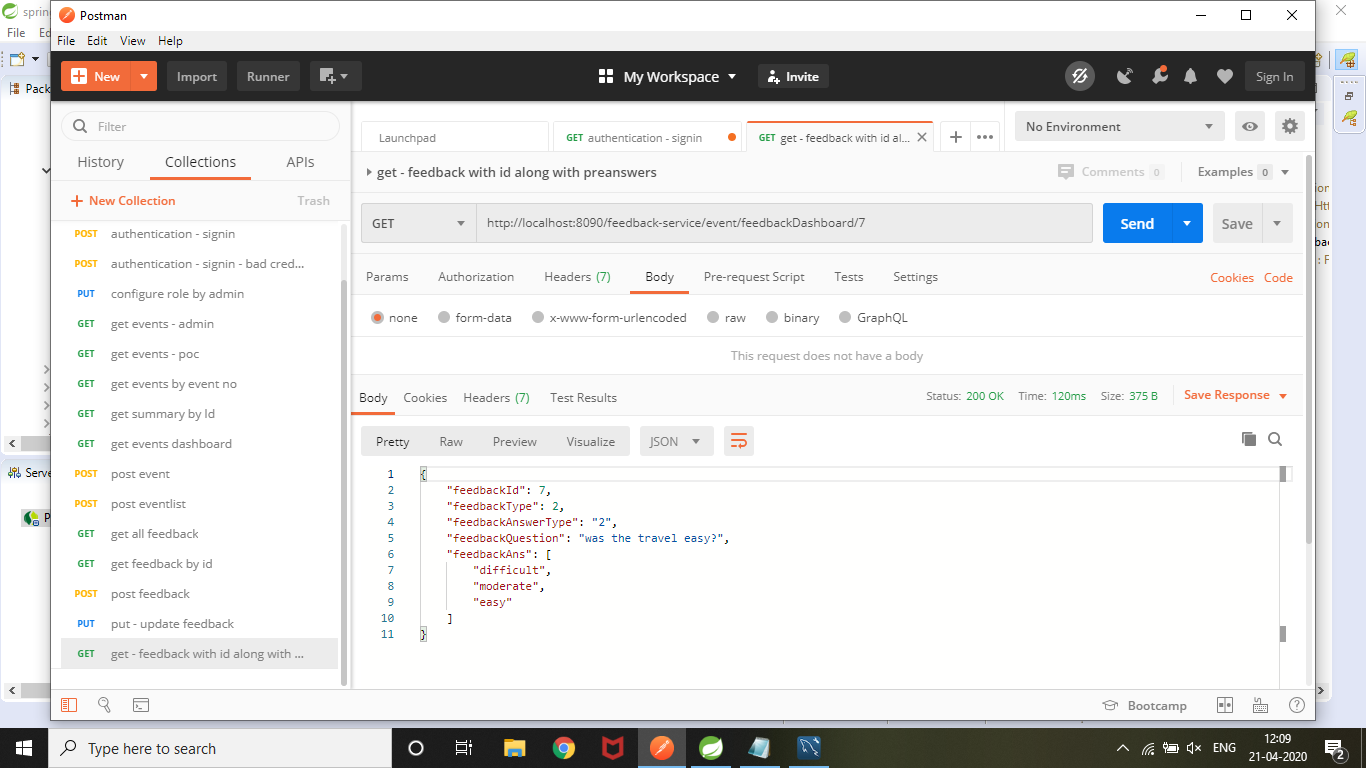 sprin
Postman
File Ed
File Edit View Help
New
Import
Runner
My Workspace
Invite
Sign In
Pack
Filter
History Collections APIs
New Collection
Trash
POST authentication - signin
POST authentication - signin - bad cred...
PUT configure role by admin
GET get events - admin
GET get events - poc
GET get events by event no
GET get summary by Id
GET get events dashboard
POST post event
POST post eventlist
GET get all feedback
GET get feedback by id
POST post feedback
PUT put - update feedback
GET get - feedback with id along with ...
Serve
Launchpad
GET authentication - signin
GET get - feedback with id al...
No Environment
get - feedback with id along with preanswers
Comments 0
Examples 0
GET
http://localhost:8090/feedback-service/event/feedbackDashboard/7
Send
Save
Params Authorization Headers (7) Body Pre-request Script Tests Settings
Cookies Code
none form-data x-www-form-urlencoded raw binary GraphQL
This request does not have a body
Body Cookies Headers (7) Test Results
Status: 200 OK Time: 120ms Size: 375 B
Save Response
Pretty Raw Preview Visualize JSON
1 {
2 "feedbackId": 7,
3 "feedbackType": 2,
4 "feedbackAnswerType": "2",
5 "feedbackQuestion": "was the travel easy?",
6 "feedbackAns": [
7 "difficult",
8 "moderate",
9 "easy"
10 ]
11 }
Bootcamp
Type here to search
ENG
12:09
21-04-2020
2